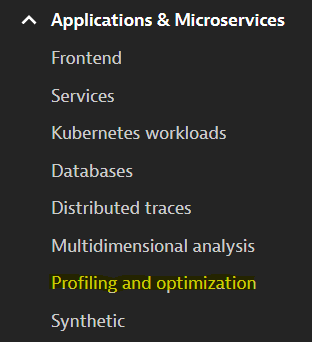 Applications & Microservices
Frontend
Services
Kubernetes workloads
Databases
Distributed traces
Multidimensional analysis
Profiling and optimization
Synthetic